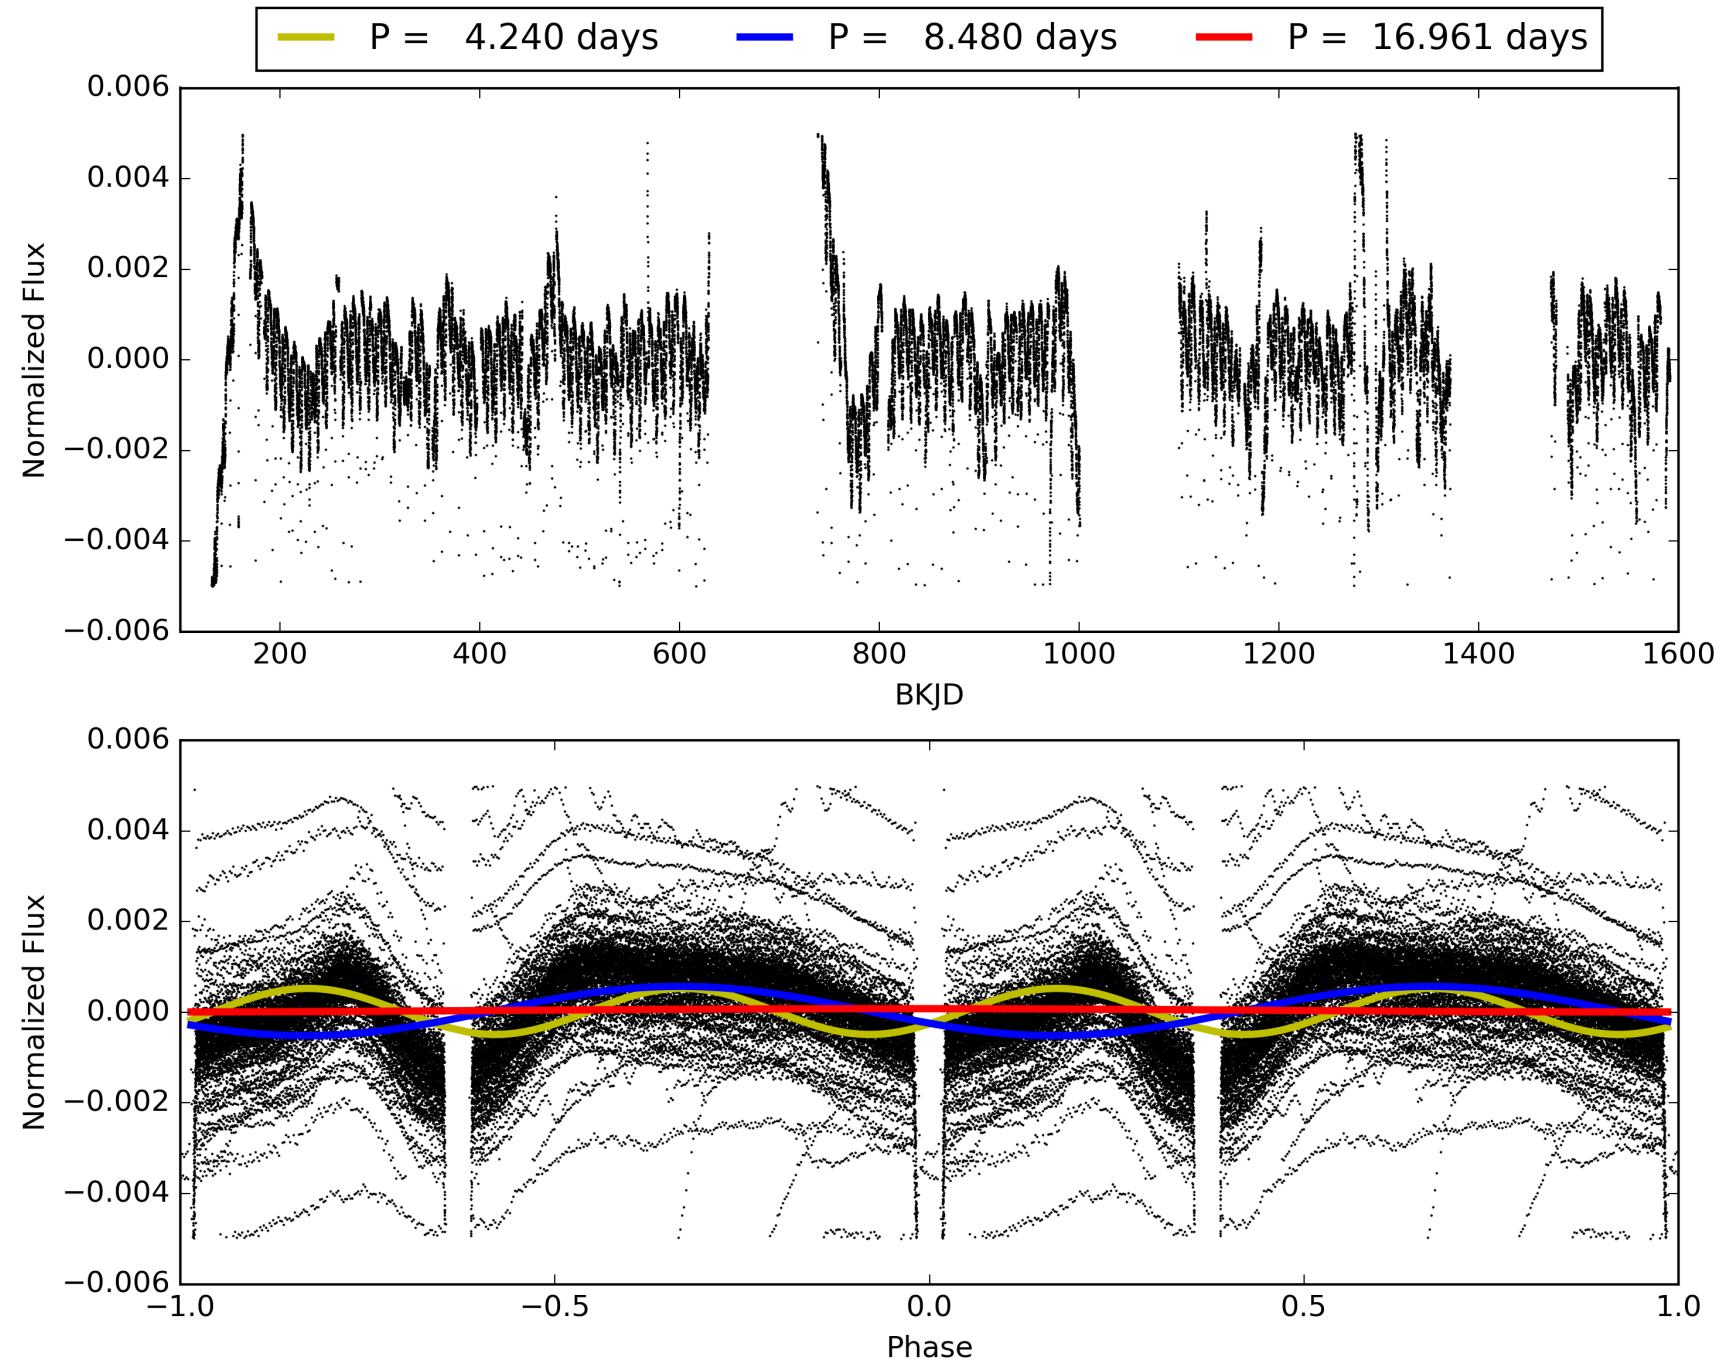 P = 4.240 days P = 8.480 days P = 16.961 days
0.006
0.004
0.002
0.000
−0.002
−0.004
−0.006
Normalized Flux
200 400 600 800 1000 1200 1400 1600
BKJD
0.006
0.004
0.002
0.000
−0.002
−0.004
−0.006
Normalized Flux
−1.0 −0.5 0.0 0.5 1.0
Phase